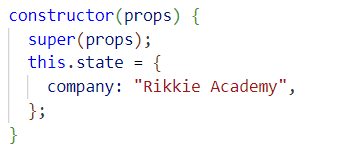 constructor(props) {
  super(props);
  this.state = {
    company: "Rikkie Academy",
  };
}